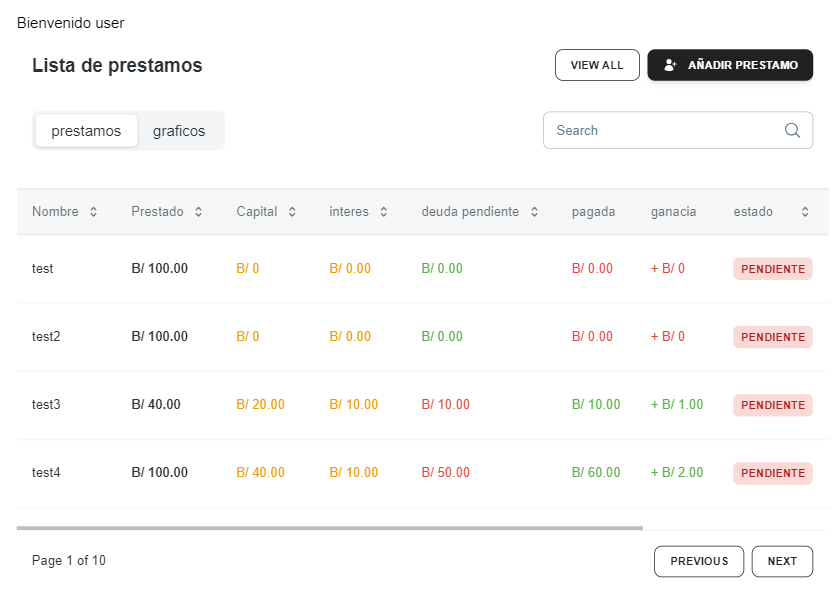 Bienvenido user
Lista de prestamos
VIEW ALL
AÑADIR PRESTAMO
prestamos graficos
Search
Nombre Prestado Capital interes deuda pendiente pagada ganacia estado
test B/ 100.00 B/ 0 B/ 0.00 B/ 0.00 B/ 0.00 + B/ 0 PENDIENTE
test2 B/ 100.00 B/ 0 B/ 0.00 B/ 0.00 B/ 0.00 + B/ 0 PENDIENTE
test3 B/ 40.00 B/ 20.00 B/ 10.00 B/ 10.00 B/ 10.00 + B/ 1.00 PENDIENTE
test4 B/ 100.00 B/ 40.00 B/ 10.00 B/ 50.00 B/ 60.00 + B/ 2.00 PENDIENTE
Page 1 of 10
PREVIOUS NEXT